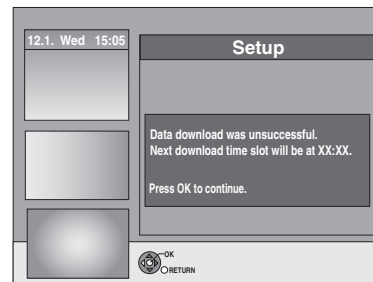 12.1. Wed 15:05
Setup
Data download was unsuccessful.
Next download time slot will be at XX:XX.
Press OK to continue.
OK
RETURN